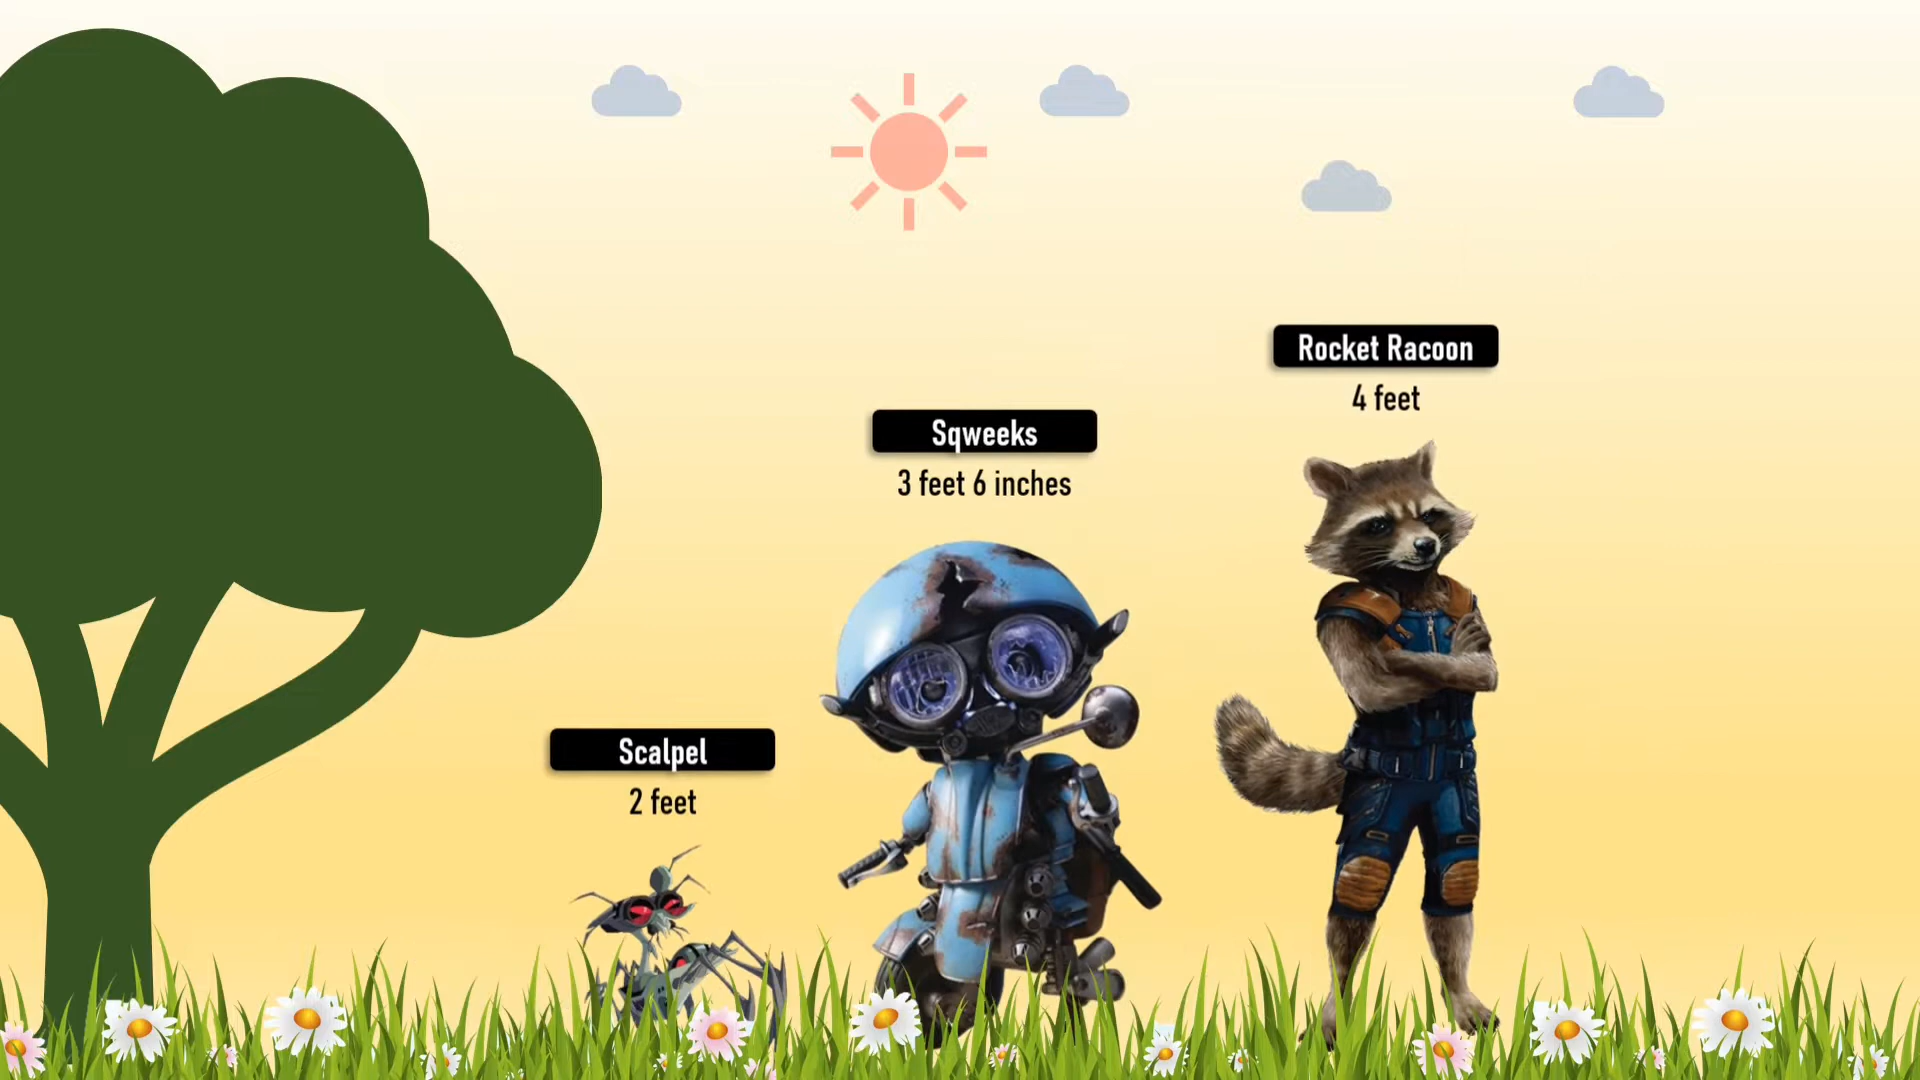 Rocket Racoon
4 feet
Sqweeks
3 feet 6 inches
Scalpel
2 feet